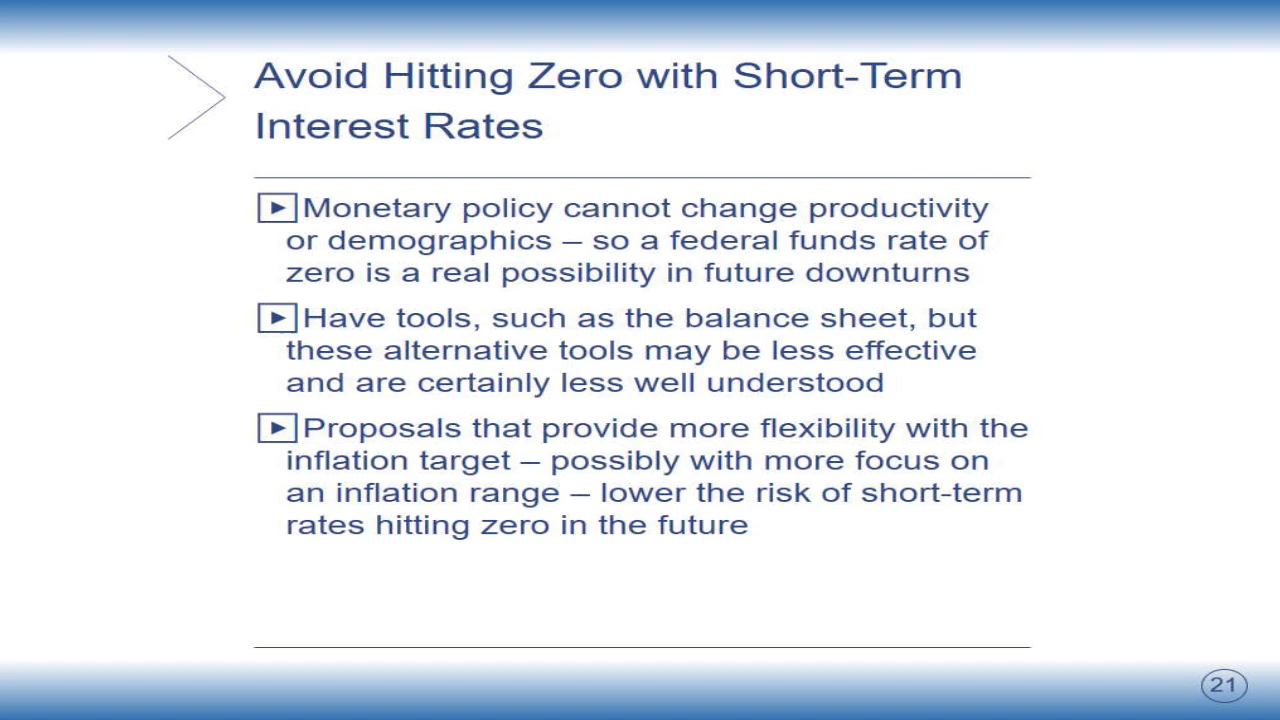 Avoid Hitting Zero with Short-Term
Interest Rates
Monetary policy cannot change productivity
or demographics – so a federal funds rate of
zero is a real possibility in future downturns
Have tools, such as the balance sheet, but
these alternative tools may be less effective
and are certainly less well understood
Proposals that provide more flexibility with the
inflation target – possibly with more focus on
an inflation range – lower the risk of short-term
rates hitting zero in the future
21